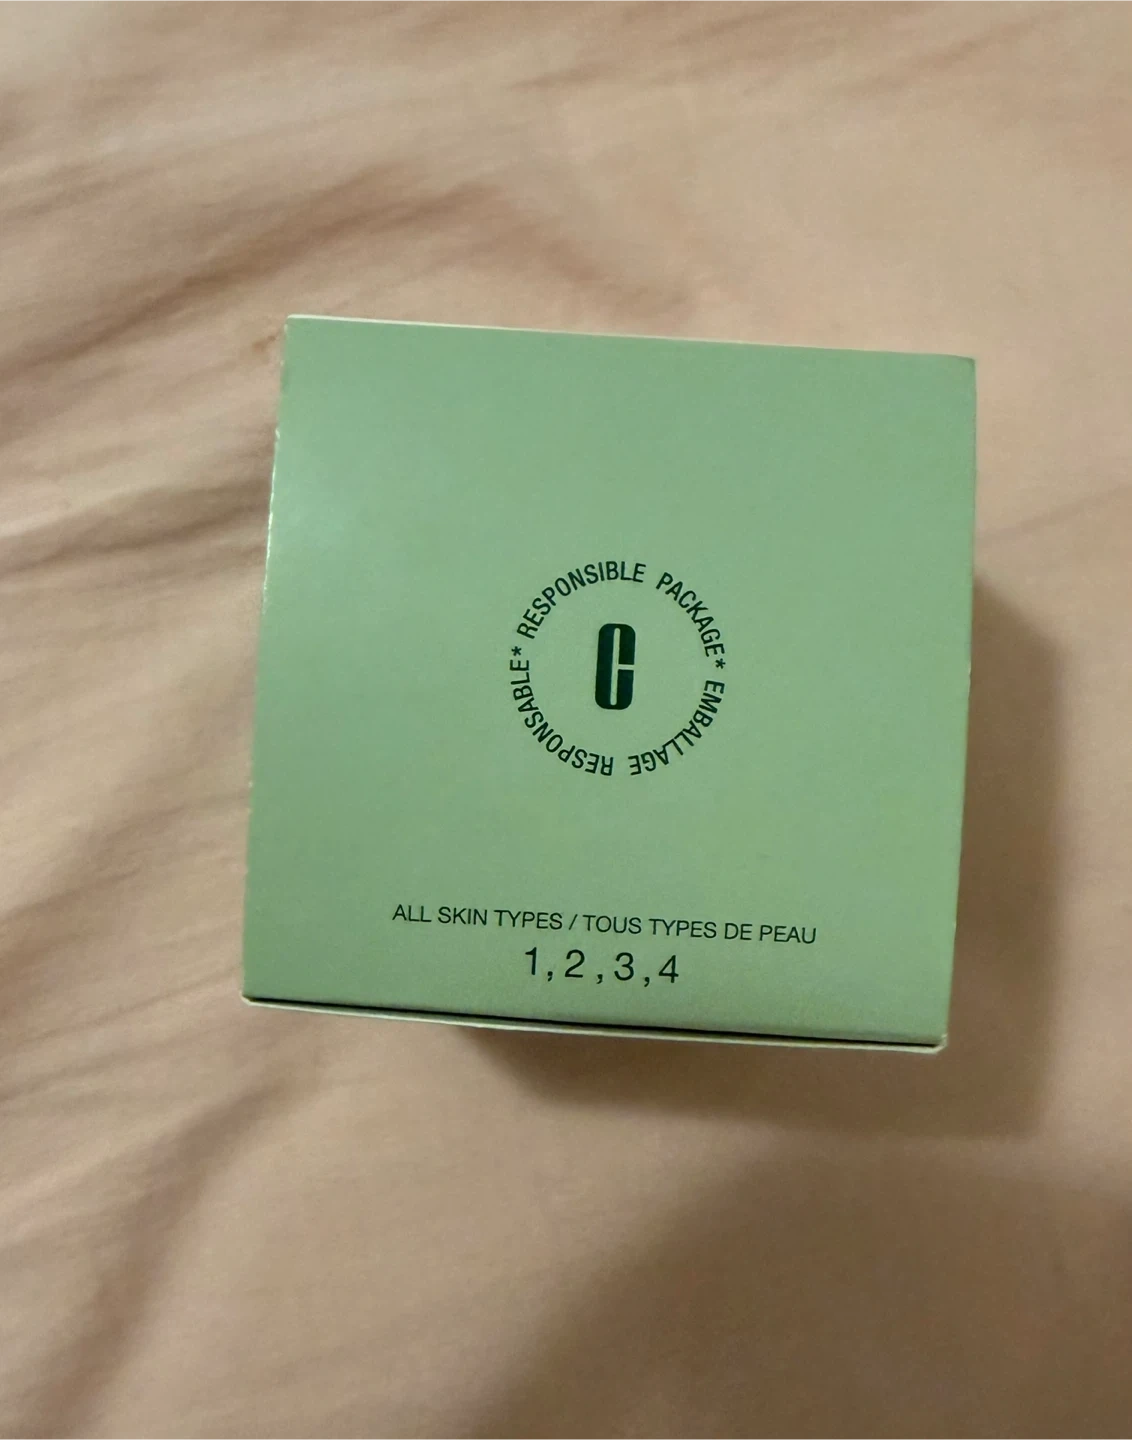 RESPONSIBLE PACKAGE* EMBALLAGE RESPONSABLE*
C
ALL SKIN TYPES / TOUS TYPES DE PEAU
1, 2, 3, 4